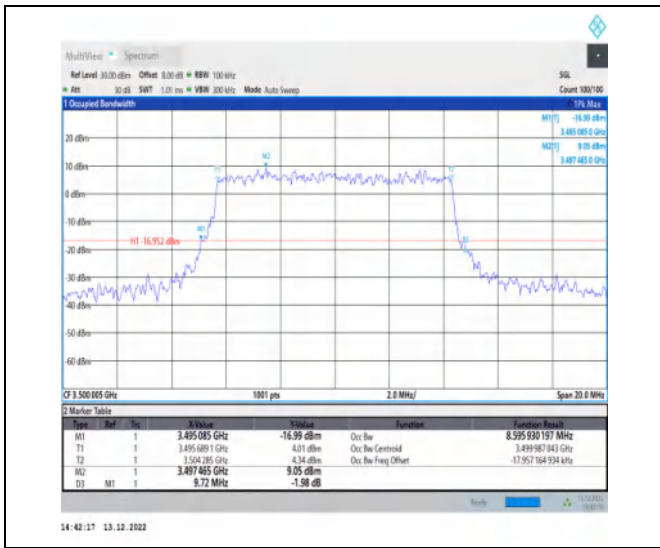 MultiView Spectrum
Ref Level 30.00 dBm Offset 8.00 dB RBW 100 kHz SGL
Att 30 dB SWT 1.01 ms VBW 300 kHz Mode Auto Sweep Count 100/100
1 Occupied Bandwidth 1Pk Max
M1[1] -16.99 dBm
3.495 085 0 GHz
M2[1] 9.05 dBm
3.497 465 0 GHz
20 dBm
M2
10 dBm
T1 T2
0 dBm
-10 dBm
M1
H1 -16.952 dBm
-20 dBm
-30 dBm
-40 dBm
-50 dBm
-60 dBm
CF 3.500 005 GHz 1001 pts 2.0 MHz/ Span 20.0 MHz
2 Marker Table
Type Ref Trc X-Value Y-Value Function Function Result
M1 1 3.495 085 GHz -16.99 dBm Occ Bw 8.595 930 197 MHz
T1 1 3.495 689 1 GHz 4.01 dBm Occ Bw Centroid 3.499 987 043 GHz
T2 1 3.504 285 GHz 4.34 dBm Occ Bw Freq Offset -17.957 164 934 kHz
M2 1 3.497 465 GHz 9.05 dBm
D3 M1 1 9.72 MHz -1.98 dB
Ready
14:42:17 13.12.2022